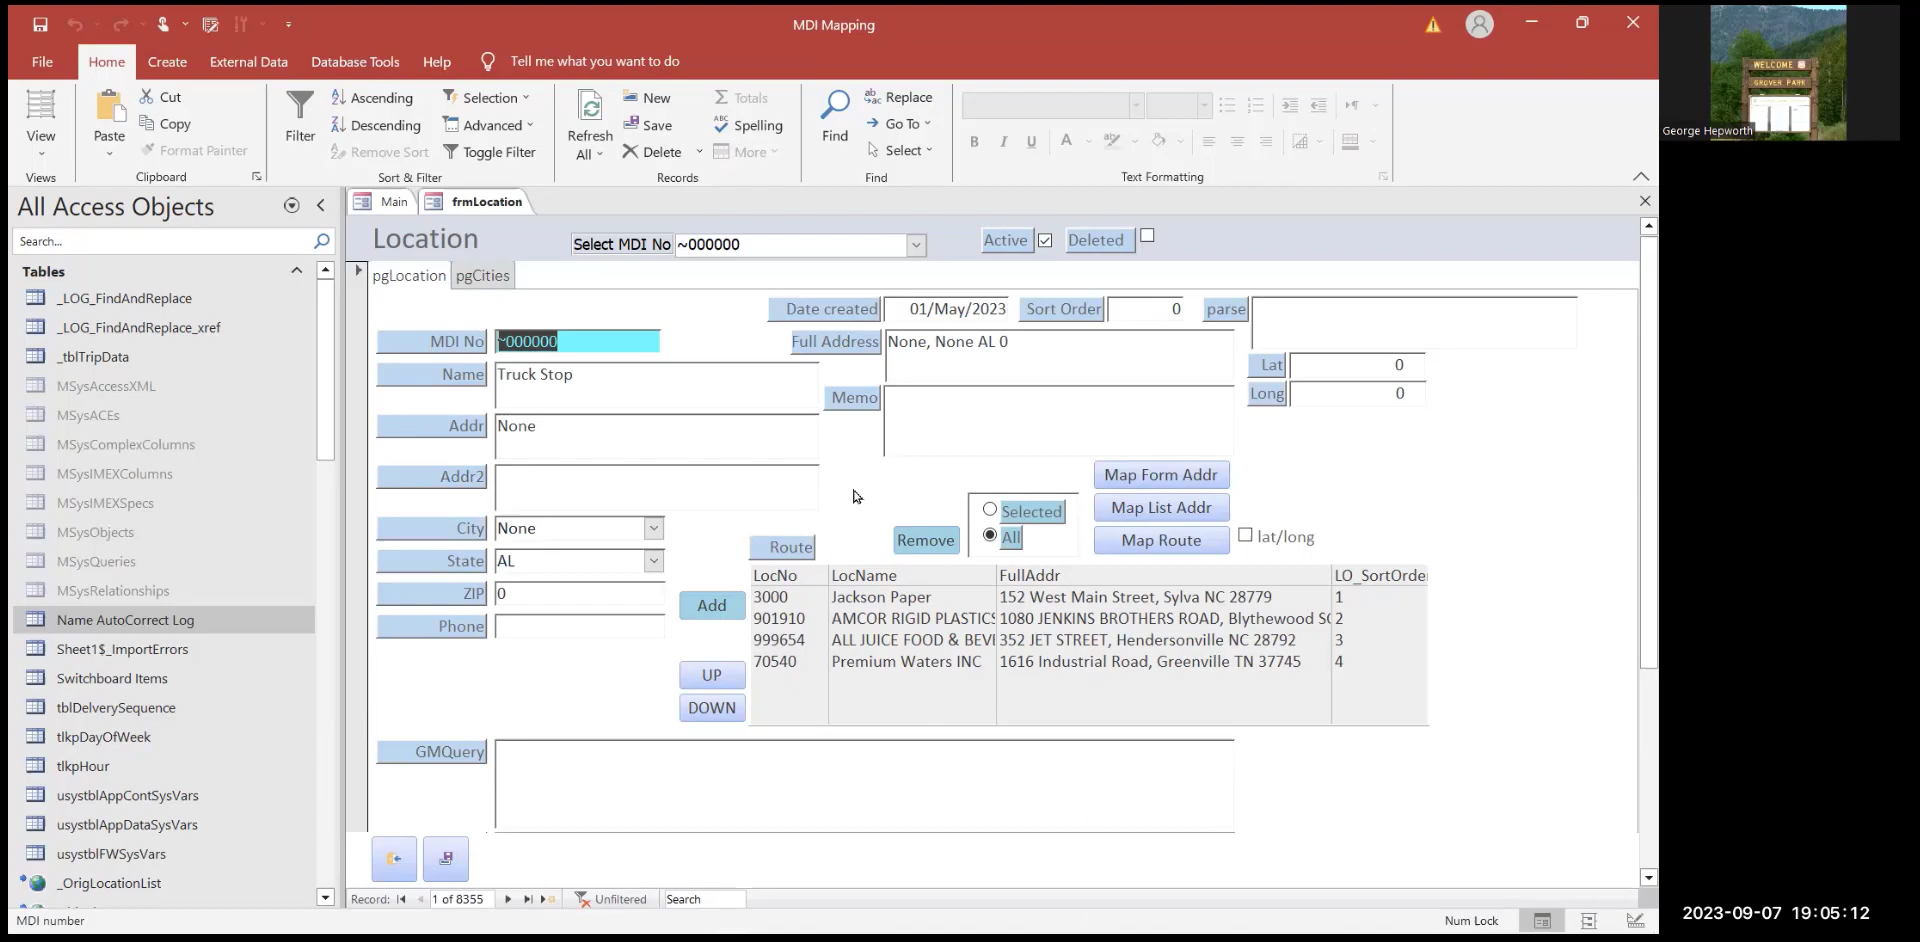 MDI Mapping
File
Home
Create
External Data
Database Tools
Help
Tell me what you want to do
View
Views
Paste
Cut
Copy
Format Painter
Clipboard
Filter
Ascending
Descending
Remove Sort
Selection
Advanced
Toggle Filter
Sort & Filter
Refresh
All
New
Save
Delete
Totals
Spelling
More
Records
Find
Replace
Go To
Select
Find
B I U A
Text Formatting
WELCOME
GROVER PARK
George Hepworth
All Access Objects
Search...
Tables
_LOG_FindAndReplace
_LOG_FindAndReplace_xref
_tblTripData
MSysAccessXML
MSysACEs
MSysComplexColumns
MSysIMEXColumns
MSysIMEXSpecs
MSysObjects
MSysQueries
MSysRelationships
Name AutoCorrect Log
Sheet1$_ImportErrors
Switchboard Items
tblDelverySequence
tlkpDayOfWeek
tlkpHour
usystblAppContSysVars
usystblAppDataSysVars
usystblFWSysVars
_OrigLocationList
Main
frmLocation
Location
Select MDI No ~000000
Active
Deleted
pgLocation
pgCities
Date created 01/May/2023
Sort Order 0
parse
MDI No ~000000
Full Address None, None AL 0
Lat 0
Name Truck Stop
Memo
Long 0
Addr None
Addr2
Map Form Addr
Selected
Map List Addr
City None
Route
Remove
All
Map Route
lat/long
State AL
ZIP 0
Phone
Add
UP
DOWN
LocNo LocName FullAddr LO_SortOrde
3000 Jackson Paper 152 West Main Street, Sylva NC 28779 1
901910 AMCOR RIGID PLASTICS 1080 JENKINS BROTHERS ROAD, Blythewood SC 2
999654 ALL JUICE FOOD & BEVE 352 JET STREET, Hendersonville NC 28792 3
70540 Premium Waters INC 1616 Industrial Road, Greenville TN 37745 4
GMQuery
Record: 1 of 8355
Unfiltered
Search
MDI number
Num Lock
2023-09-07 19:05:12